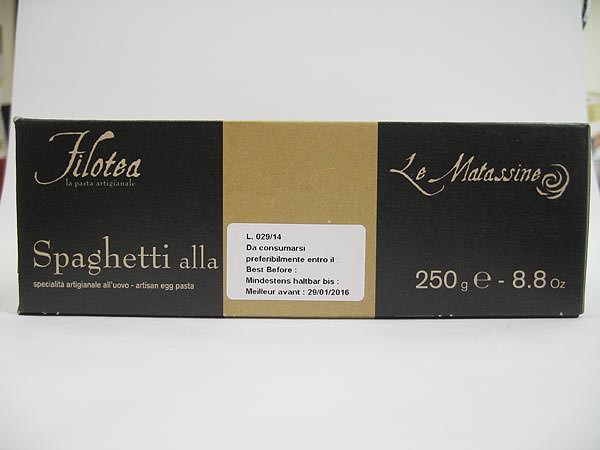 Filotea
la pasta artigianale
Le Matassine
L. 029/14
Da consumarsi
preferibilmente entro il :
Best Before :
Mindestens haltbar bis :
Meilleur avant : 29/01/2016
Spaghetti alla
specialità artigianale all'uovo - artisan egg pasta
250 g ℮ - 8.8 Oz